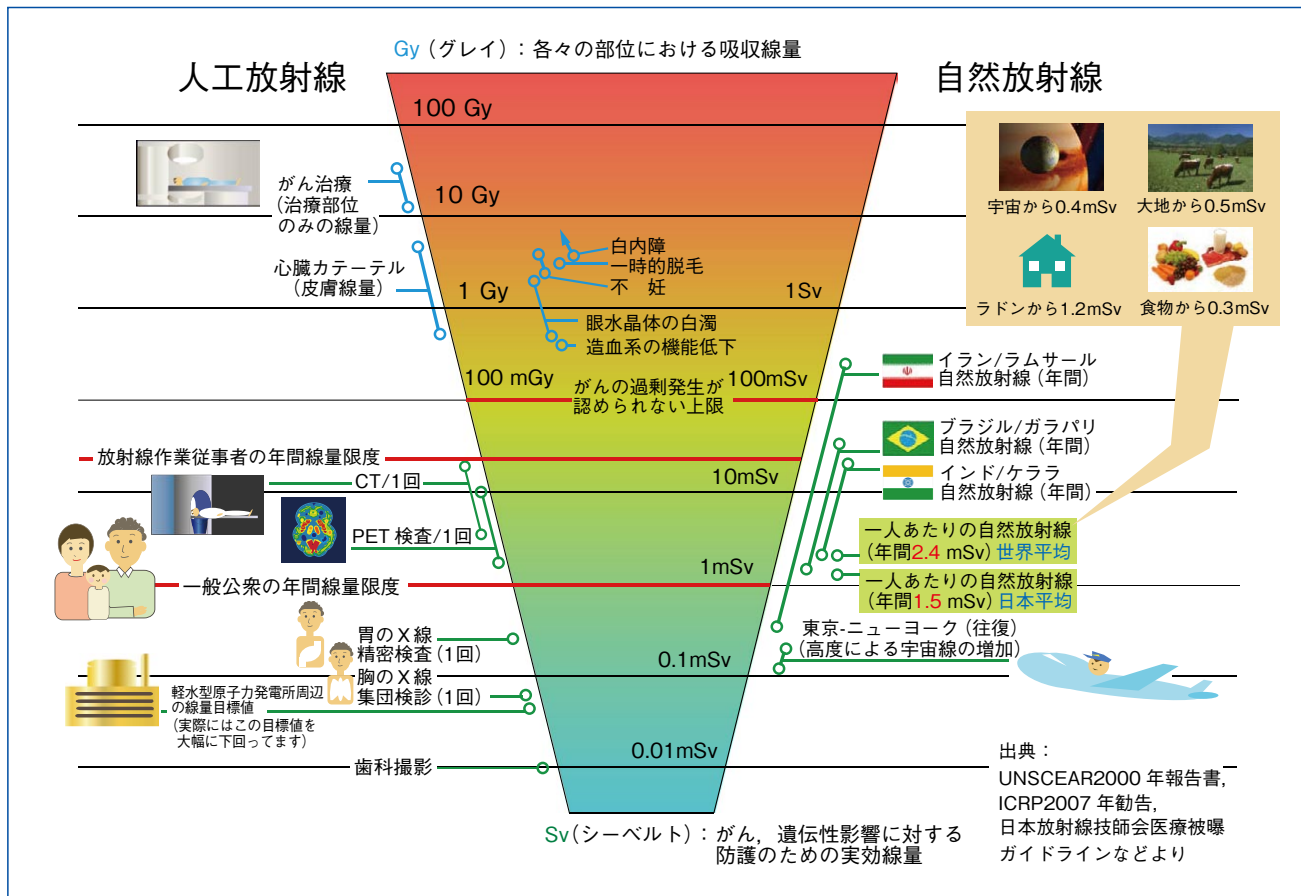 Gy（グレイ）：各々の部位における吸収線量
人工放射線
自然放射線
100 Gy
がん治療
（治療部位
のみの線量）
10 Gy
宇宙から0.4mSv
大地から0.5mSv
心臓カテーテル
（皮膚線量）
白内障
一時的脱毛
不　妊
1 Gy
1Sv
ラドンから1.2mSv
食物から0.3mSv
眼水晶体の白濁
造血系の機能低下
100 mGy
がんの過剰発生が
認められない上限
100mSv
イラン/ラムサール
自然放射線（年間）
ブラジル/ガラパリ
自然放射線（年間）
放射線作業従事者の年間線量限度
10mSv
インド/ケララ
自然放射線（年間）
CT/1回
PET 検査/1回
一人あたりの自然放射線
（年間2.4 mSv）世界平均
1mSv
一般公衆の年間線量限度
一人あたりの自然放射線
（年間1.5 mSv）日本平均
胃のＸ線
精密検査（1回）
東京-ニューヨーク（往復）
（高度による宇宙線の増加）
0.1mSv
胸のＸ線
集団検診（1回）
軽水型原子力発電所周辺
の線量目標値
（実際にはこの目標値を
大幅に下回ってます）
0.01mSv
歯科撮影
出典：
UNSCEAR2000 年報告書，
ICRP2007 年勧告，
日本放射線技師会医療被曝
ガイドラインなどより
Sv（シーベルト）：がん，遺伝性影響に対する
防護のための実効線量